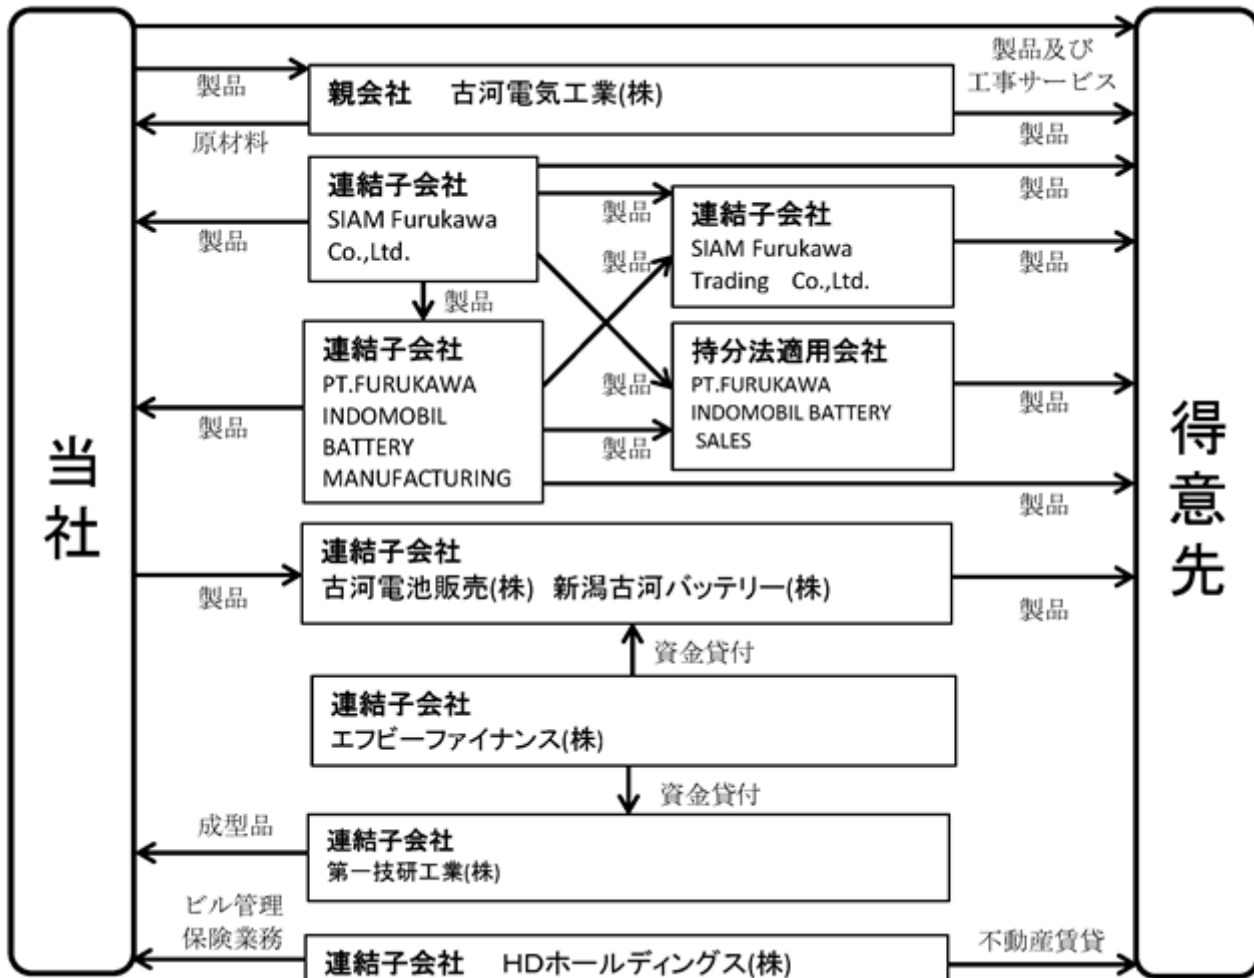 当社
製品及び
工事サービス
製品
親会社 古河電気工業(株)
原材料
製品
連結子会社
SIAM Furukawa
Co.,Ltd.
製品
製品
製品
連結子会社
SIAM Furukawa
Trading Co.,Ltd.
製品
製品
製品
連結子会社
PT.FURUKAWA
INDOMOBIL
BATTERY
MANUFACTURING
製品
製品
製品
持分法適用会社
PT.FURUKAWA
INDOMOBIL BATTERY
SALES
製品
製品
連結子会社
古河電池販売(株) 新潟古河バッテリー(株)
製品
製品
資金貸付
連結子会社
エフビーファイナンス(株)
資金貸付
成型品
連結子会社
第一技研工業(株)
ビル管理
保険業務
連結子会社 HDホールディングス(株)
不動産賃貸
得意先